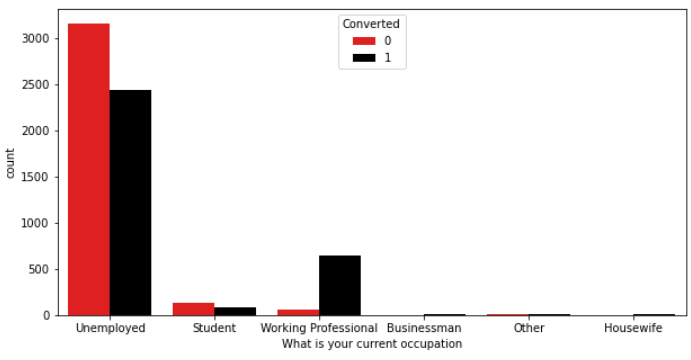 Converted
0
1
3000
2500
2000
1500
1000
500
0
count
Unemployed Student Working Professional Businessman Other Housewife
What is your current occupation